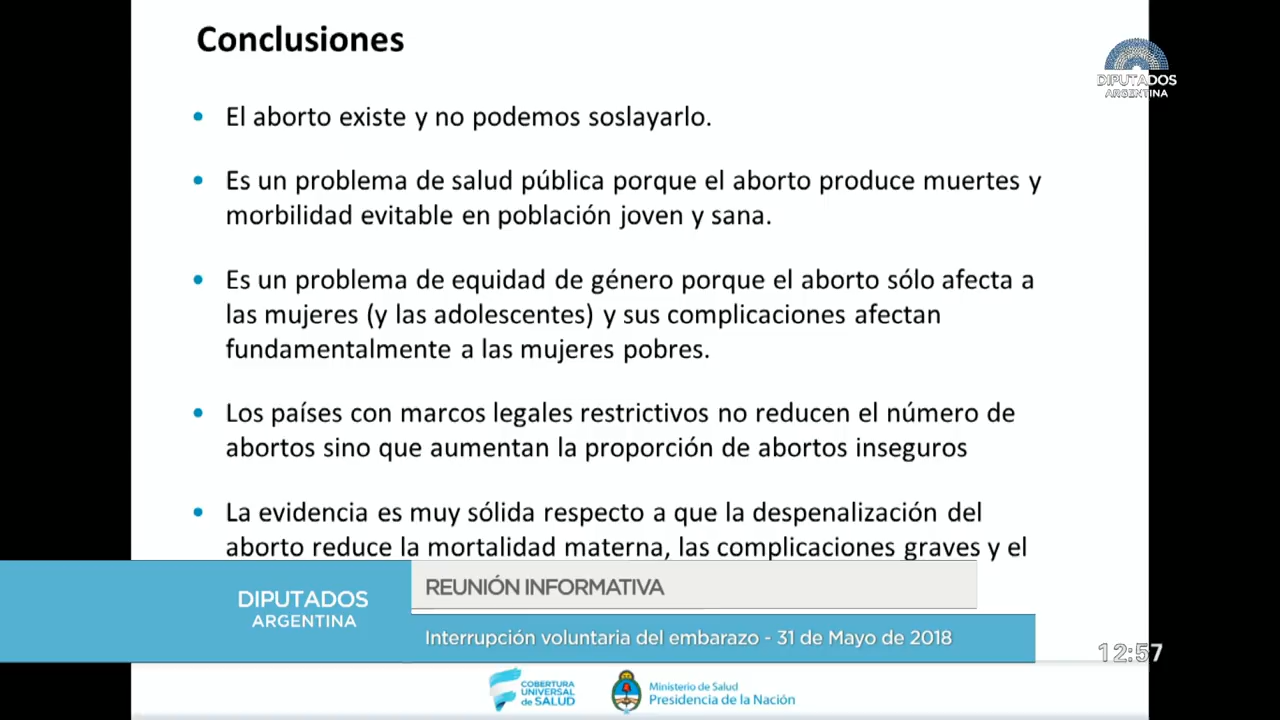 Conclusiones
DIPUTADOS
ARGENTINA
• El aborto existe y no podemos soslayarlo.
• Es un problema de salud pública porque el aborto produce muertes y
morbilidad evitable en población joven y sana.
• Es un problema de equidad de género porque el aborto sólo afecta a
las mujeres (y las adolescentes) y sus complicaciones afectan
fundamentalmente a las mujeres pobres.
• Los países con marcos legales restrictivos no reducen el número de
abortos sino que aumentan la proporción de abortos inseguros
• La evidencia es muy sólida respecto a que la despenalización del
aborto reduce la mortalidad materna, las complicaciones graves y el
DIPUTADOS
ARGENTINA
REUNIÓN INFORMATIVA
Interrupción voluntaria del embarazo - 31 de Mayo de 2018
12:57
COBERTURA
UNIVERSAL
de SALUD
Ministerio de Salud
Presidencia de la Nación